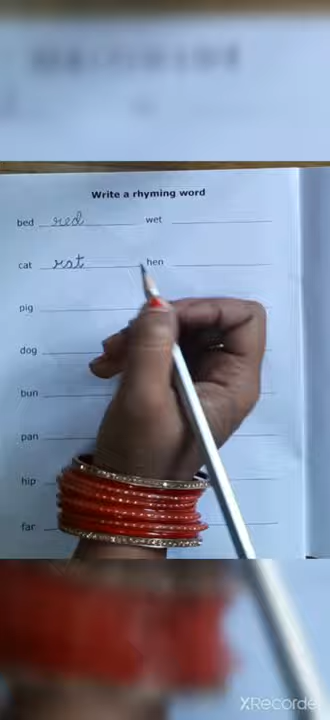 Write a rhyming word
bed red wet
cat rat hen
pig
dog
bun
pan
hip
far
XRecorder